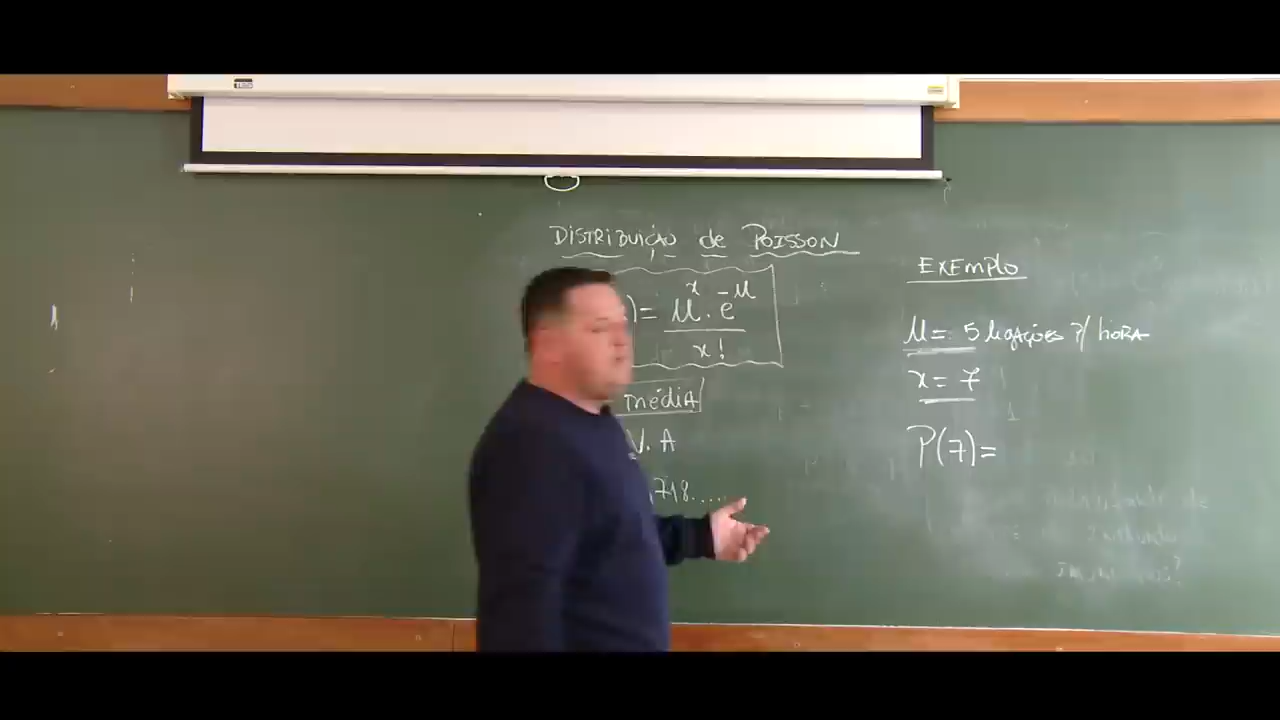 DISTRIBUIÇÃO de POISSON
)= μ^x . e^-μ
x!
média
V. A
,718.....
EXEMPLO
μ = 5 ligações P/ HORA
x = 7
P(7)=